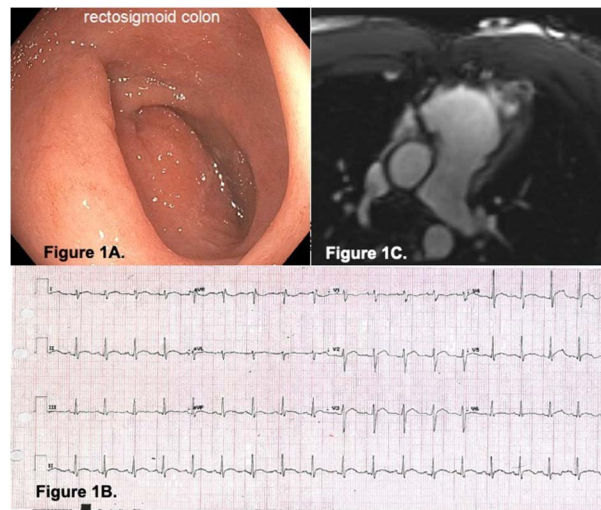 rectosigmoid colon
Figure 1A.
Figure 1C.
I
aVR
V1
V4
II
aVL
V2
V5
III
aVF
V3
V6
II
Figure 1B.